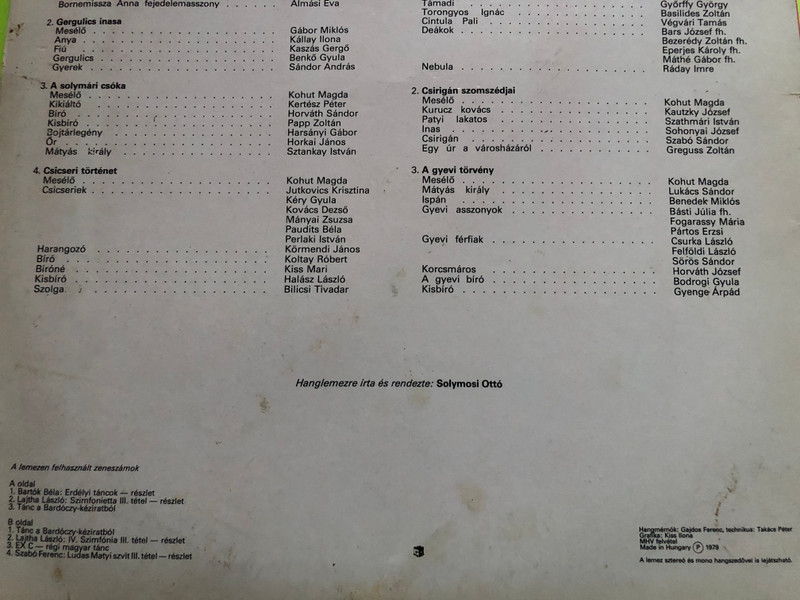 Bornemissza Anna fejedelemasszony . . . . . . Almási Éva
2. Gergulics inasa
Mesélő . . . . . . . . . . . . . . . . . . Gábor Miklós
Anya . . . . . . . . . . . . . . . . . . Kállay Ilona
Fiú . . . . . . . . . . . . . . . . . . Kaszás Gergő
Gergulics . . . . . . . . . . . . . . . . . . Benkő Gyula
Gyerek . . . . . . . . . . . . . . . . . . Sándor András
3. A solymári csóka
Mesélő . . . . . . . . . . . . . . . . . . Kohut Magda
Kikiáltó . . . . . . . . . . . . . . . . . . Kertész Péter
Bíró . . . . . . . . . . . . . . . . . . Horváth Sándor
Kisbíró . . . . . . . . . . . . . . . . . . Papp Zoltán
Bojtárlegény . . . . . . . . . . . . . . . . Harsányi Gábor
Őr . . . . . . . . . . . . . . . . . . Horkai János
Mátyás király . . . . . . . . . . . . . . . . Sztankay István
4. Csicseri történet
Mesélő . . . . . . . . . . . . . . . . . . Kohut Magda
Csicseriek . . . . . . . . . . . . . . . . . . Jutkovics Krisztina
Kéry Gyula
Kovács Dezső
Mányai Zsuzsa
Paudits Béla
Perlaki István
Harangozó . . . . . . . . . . . . . . . . . . Körmendi János
Bíró . . . . . . . . . . . . . . . . . . Koltay Róbert
Bíróné . . . . . . . . . . . . . . . . . . Kiss Mari
Kisbíró . . . . . . . . . . . . . . . . . . Halász László
Szolga . . . . . . . . . . . . . . . . . . Bilicsi Tivadar
Támadi . . . . . . . . . . . . . . . . . . Győrffy György
Torongyos Ignác . . . . . . . . . . . . . . Basilides Zoltán
Cintula Pali . . . . . . . . . . . . . . . . Végvári Tamás
Deákok . . . . . . . . . . . . . . . . . . Bars József fh.
Bezerédy Zoltán fh.
Eperjes Károly fh.
Máthé Gábor fh.
Nebula . . . . . . . . . . . . . . . . . . Ráday Imre
2. Csirigán szomszédjai
Mesélő . . . . . . . . . . . . . . . . . . Kohut Magda
Kurucz kovács . . . . . . . . . . . . . . . . Kautzky József
Patyi lakatos . . . . . . . . . . . . . . . . Szathmári István
Inas . . . . . . . . . . . . . . . . . . Sohonyai József
Csirigán . . . . . . . . . . . . . . . . . . Szabó Sándor
Egy úr a városházáról . . . . . . . . . . . . Greguss Zoltán
3. A gyevi törvény
Mesélő . . . . . . . . . . . . . . . . . . Kohut Magda
Mátyás király . . . . . . . . . . . . . . . . Lukács Sándor
Ispán . . . . . . . . . . . . . . . . . . Benedek Miklós
Gyevi asszonyok . . . . . . . . . . . . . . Básti Júlia fh.
Fogarassy Mária
Pártos Erzsi
Gyevi férfiak . . . . . . . . . . . . . . . . Csurka László
Felföldi László
Sörös Sándor
Korcsmáros . . . . . . . . . . . . . . . . Horváth József
A gyevi bíró . . . . . . . . . . . . . . . . Bodrogi Gyula
Kisbíró . . . . . . . . . . . . . . . . . . Gyenge Árpád
Hanglemezre írta és rendezte: Solymosi Ottó
A lemezen felhasznált zeneszámok
A oldal
1. Bartók Béla: Erdélyi táncok — részlet
2. Lajtha László: Szimfonietta III. tétel — részlet
3. Tánc a Bardóczy-kéziratból
B oldal
1. Tánc a Bardóczy-kéziratból
2. Lajtha László: IV. Szimfónia III. tétel — részlet
3. EX C — régi magyar tánc
4. Szabó Ferenc: Ludas Matyi szvit III. tétel — részlet
3
Hangmérnök: Gajdos Ferenc, technikus: Takács Péter
Grafika: Kiss Ilona
MHV felvétel
Made in Hungary Ⓟ 1979
A lemez sztereó és mono hangszedővel is lejátszható.